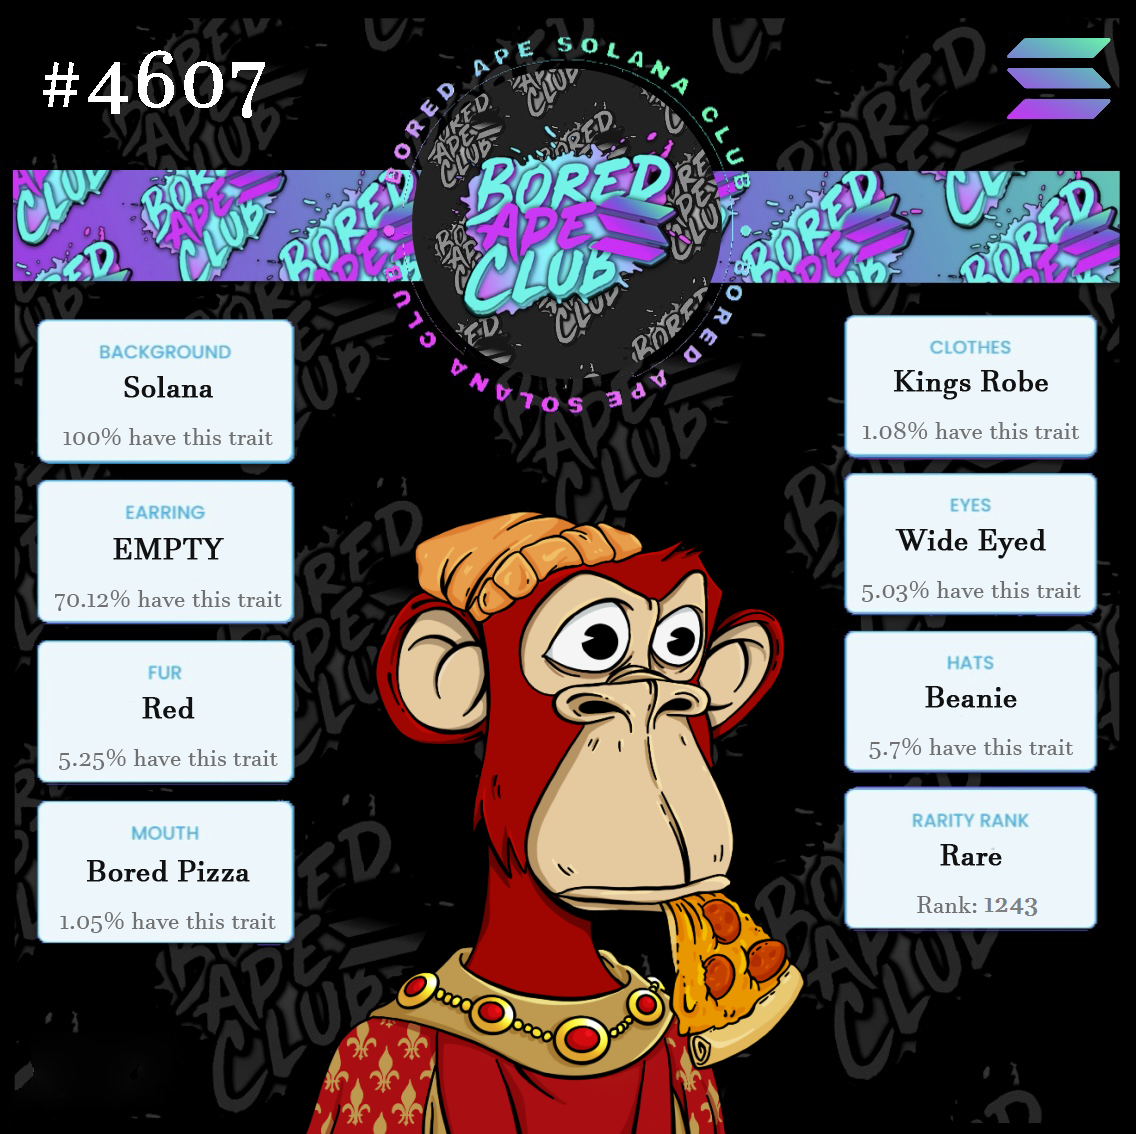 #4607
BORED APE SOLANA CLUB
BORED
APE
CLUB
BORED APE SOLANA CLUB
BACKGROUND
Solana
100% have this trait
EARRING
EMPTY
70.12% have this trait
FUR
Red
5.25% have this trait
MOUTH
Bored Pizza
1.05% have this trait
CLOTHES
Kings Robe
1.08% have this trait
EYES
Wide Eyed
5.03% have this trait
HATS
Beanie
5.7% have this trait
RARITY RANK
Rare
Rank: 1243